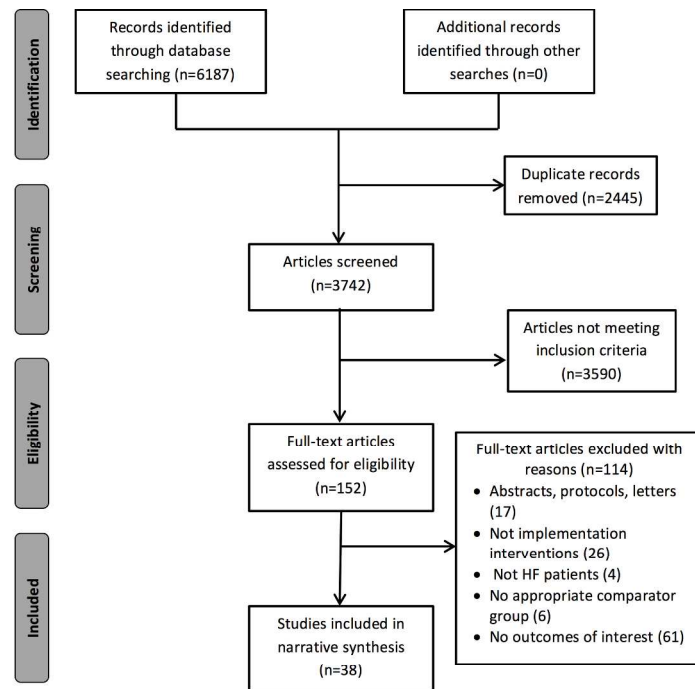 Identification
Records identified
through database
searching (n=6187)
Additional records
identified through other
searches (n=0)
Duplicate records
removed (n=2445)
Screening
Articles screened
(n=3742)
Articles not meeting
inclusion criteria
(n=3590)
Eligibility
Full-text articles
assessed for eligibility
(n=152)
Full-text articles excluded with
reasons (n=114)
• Abstracts, protocols, letters
(17)
• Not implementation
interventions (26)
• Not HF patients (4)
• No appropriate comparator
group (6)
• No outcomes of interest (61)
Included
Studies included in
narrative synthesis
(n=38)